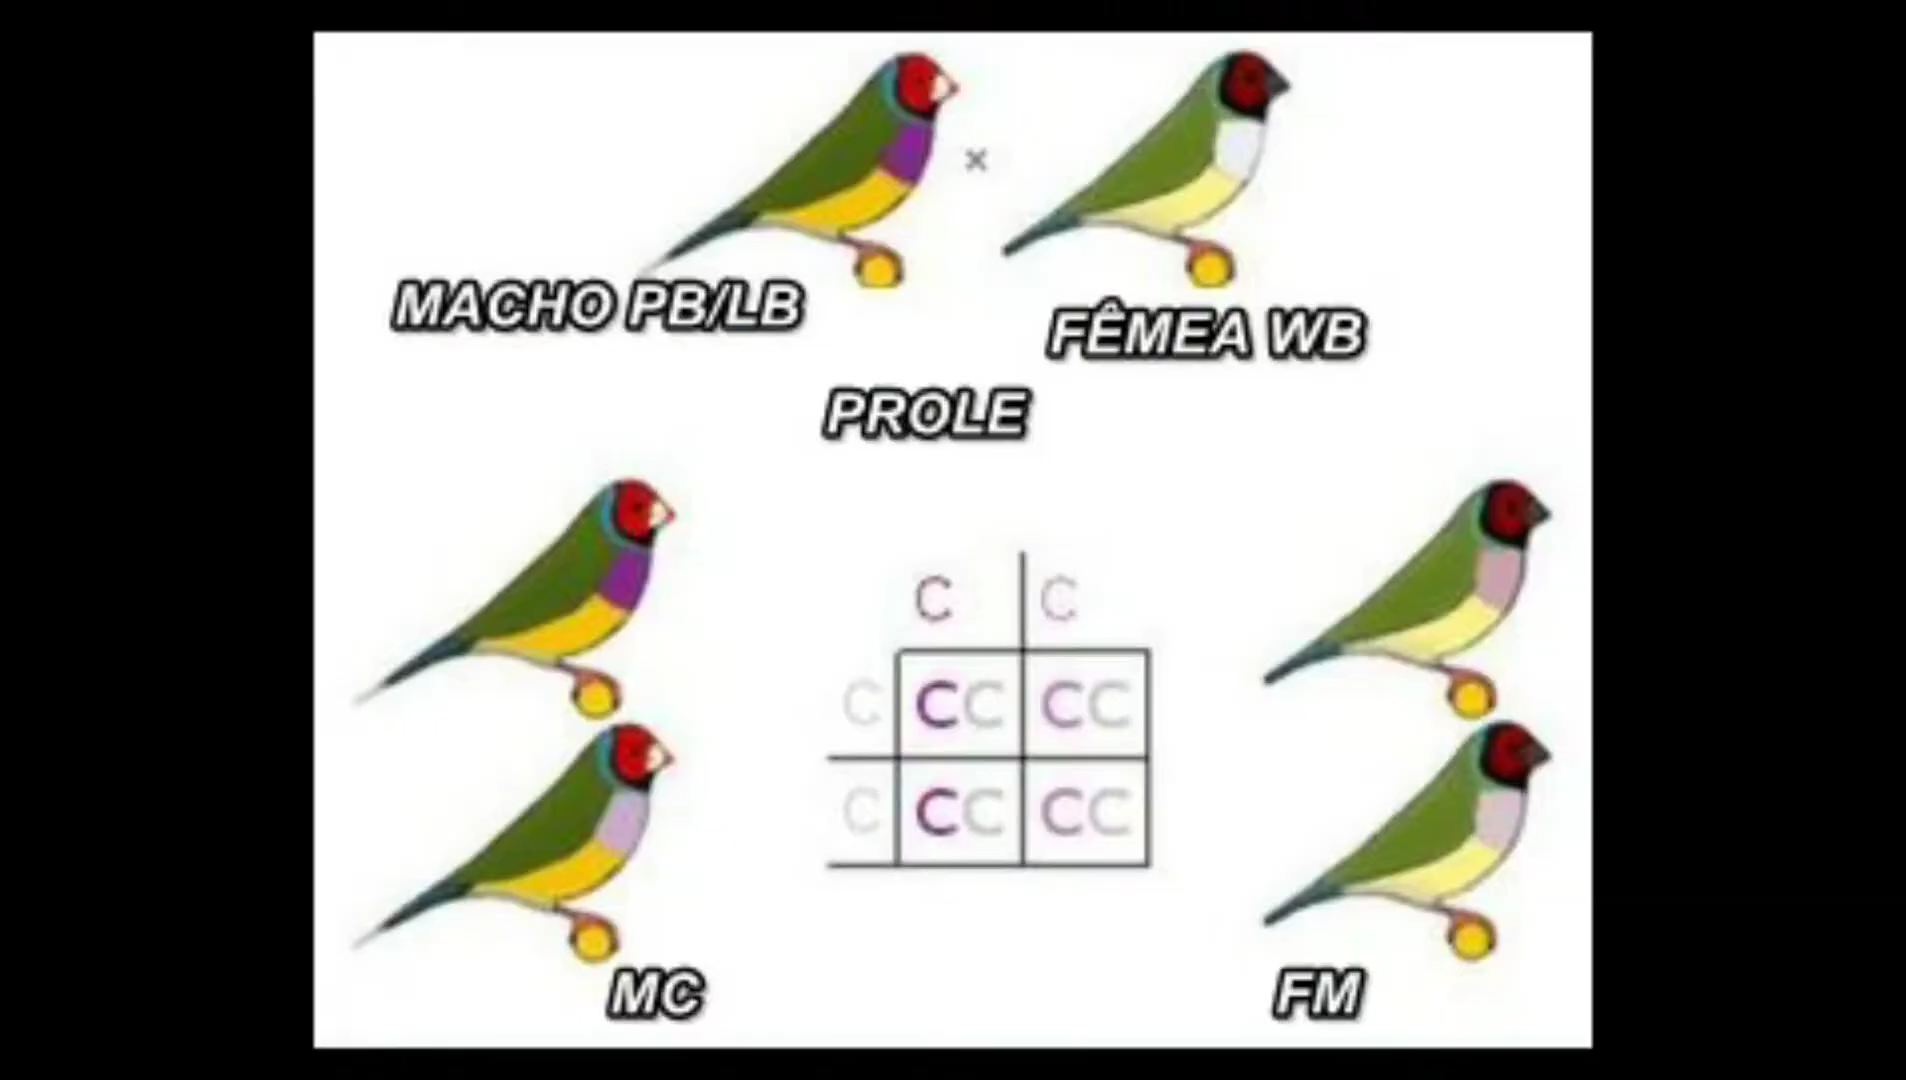 ×
MACHO PB/LB
FÊMEA WB
PROLE
C C
C CC CC
C CC CC
MC
FM